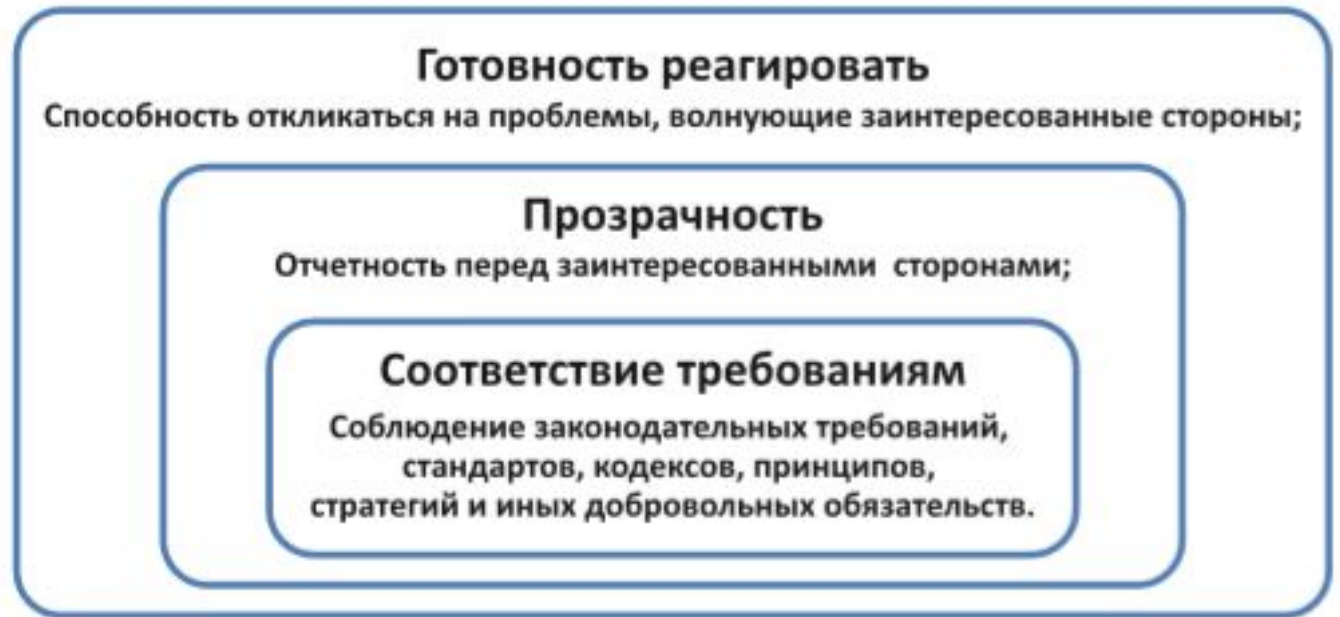 Готовность реагировать
Способность откликаться на проблемы, волнующие заинтересованные стороны;
Прозрачность
Отчетность перед заинтересованными сторонами;
Соответствие требованиям
Соблюдение законодательных требований,
стандартов, кодексов, принципов,
стратегий и иных добровольных обязательств.